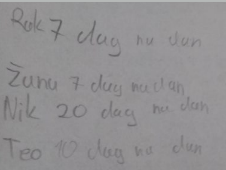 Rok 7 dag na dan
Žanu 7 dag na dan
Nik 20 dag na dan
Teo 10 dag na dan